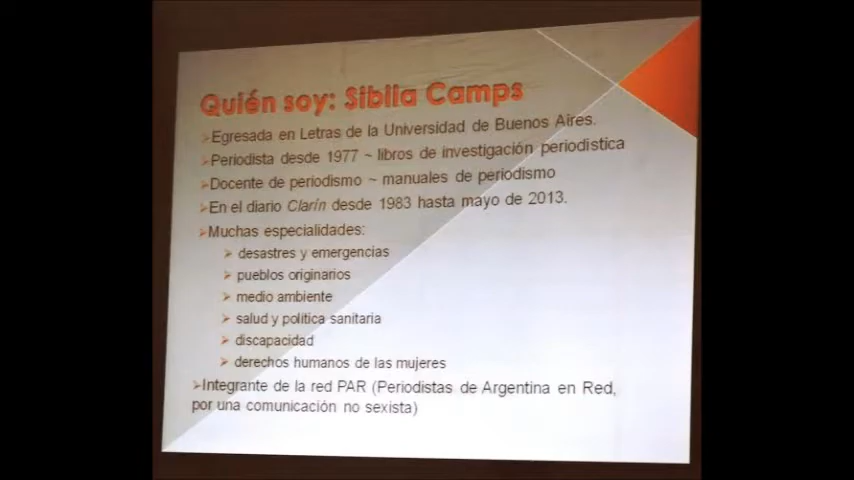 Quién soy: Sibila Camps
➢Egresada en Letras de la Universidad de Buenos Aires.
➢Periodista desde 1977 ~ libros de investigación periodística
➢Docente de periodismo ~ manuales de periodismo
➢En el diario Clarín desde 1983 hasta mayo de 2013.
➢Muchas especialidades:
➢ desastres y emergencias
➢ pueblos originarios
➢ medio ambiente
➢ salud y política sanitaria
➢ discapacidad
➢ derechos humanos de las mujeres
➢Integrante de la red PAR (Periodistas de Argentina en Red,
por una comunicación no sexista)